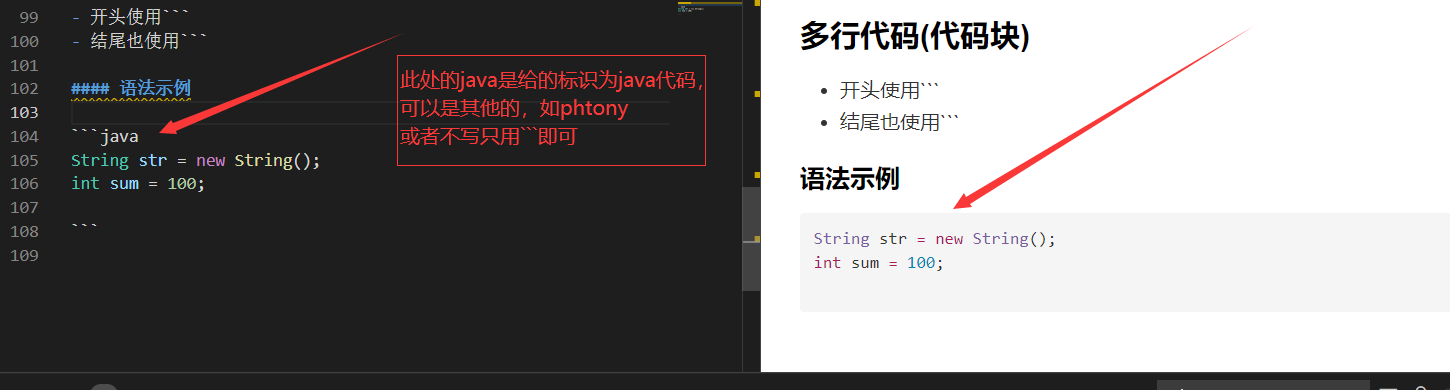 99 - 开头使用```
100 - 结尾也使用```
101
102 #### 语法示例
103
104 ```java
105 String str = new String();
106 int sum = 100;
107
108 ```
109
此处的java是给的标识为java代码，
可以是其他的，如phtony
或者不写只用```即可
多行代码(代码块)
• 开头使用```
• 结尾也使用```
语法示例
String str = new String();
int sum = 100;